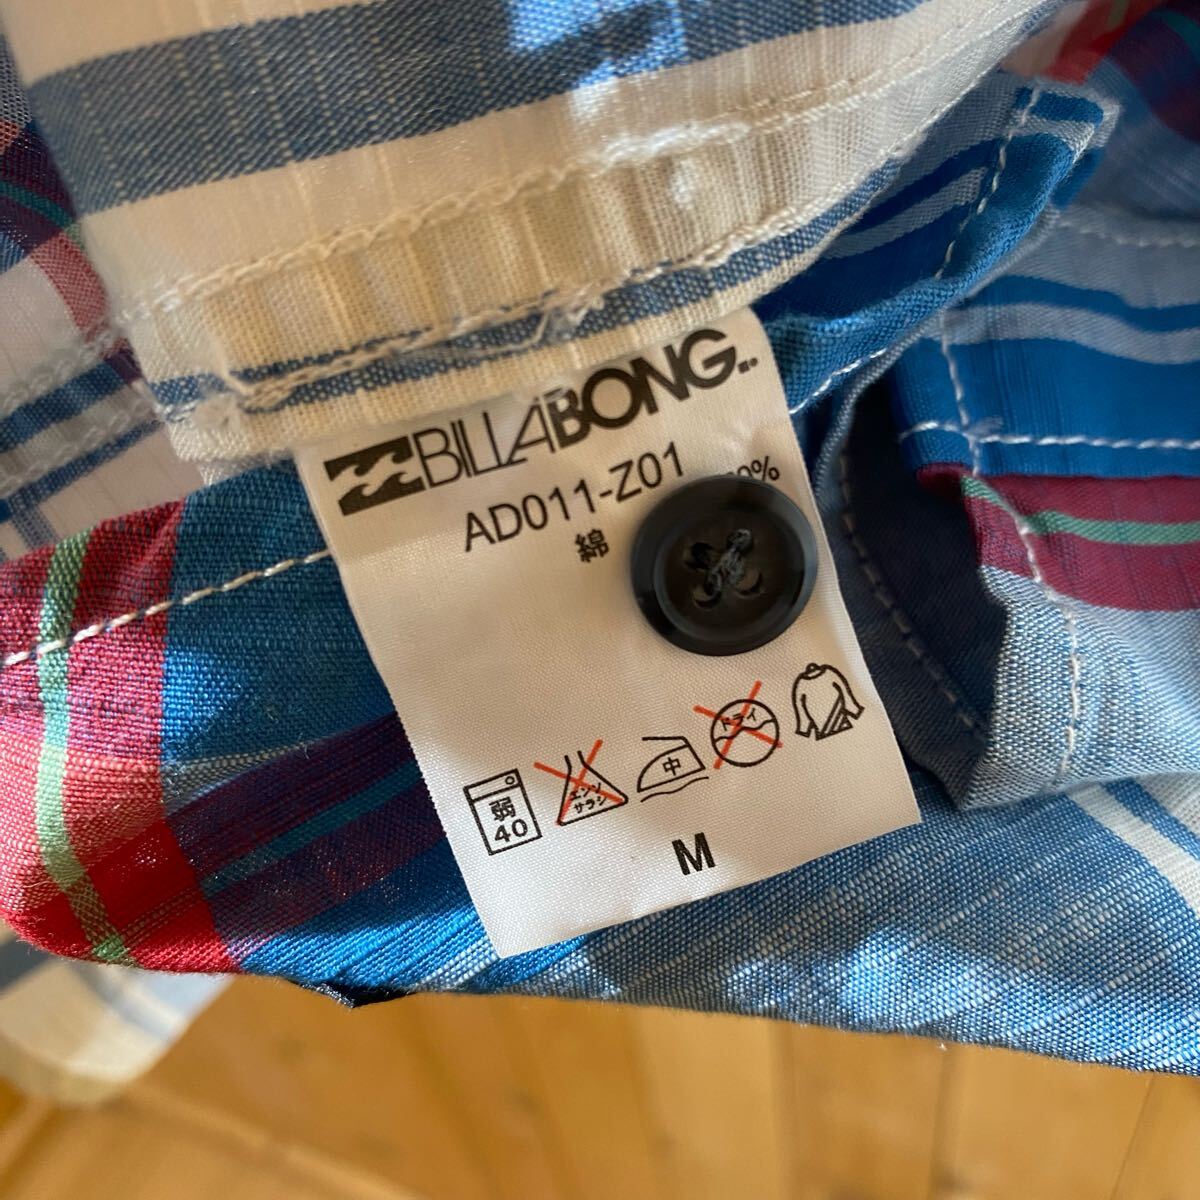 BILLABONG
AD011-Z01
綿
弱
40
エンソ
サラシ
中
ドライ
M